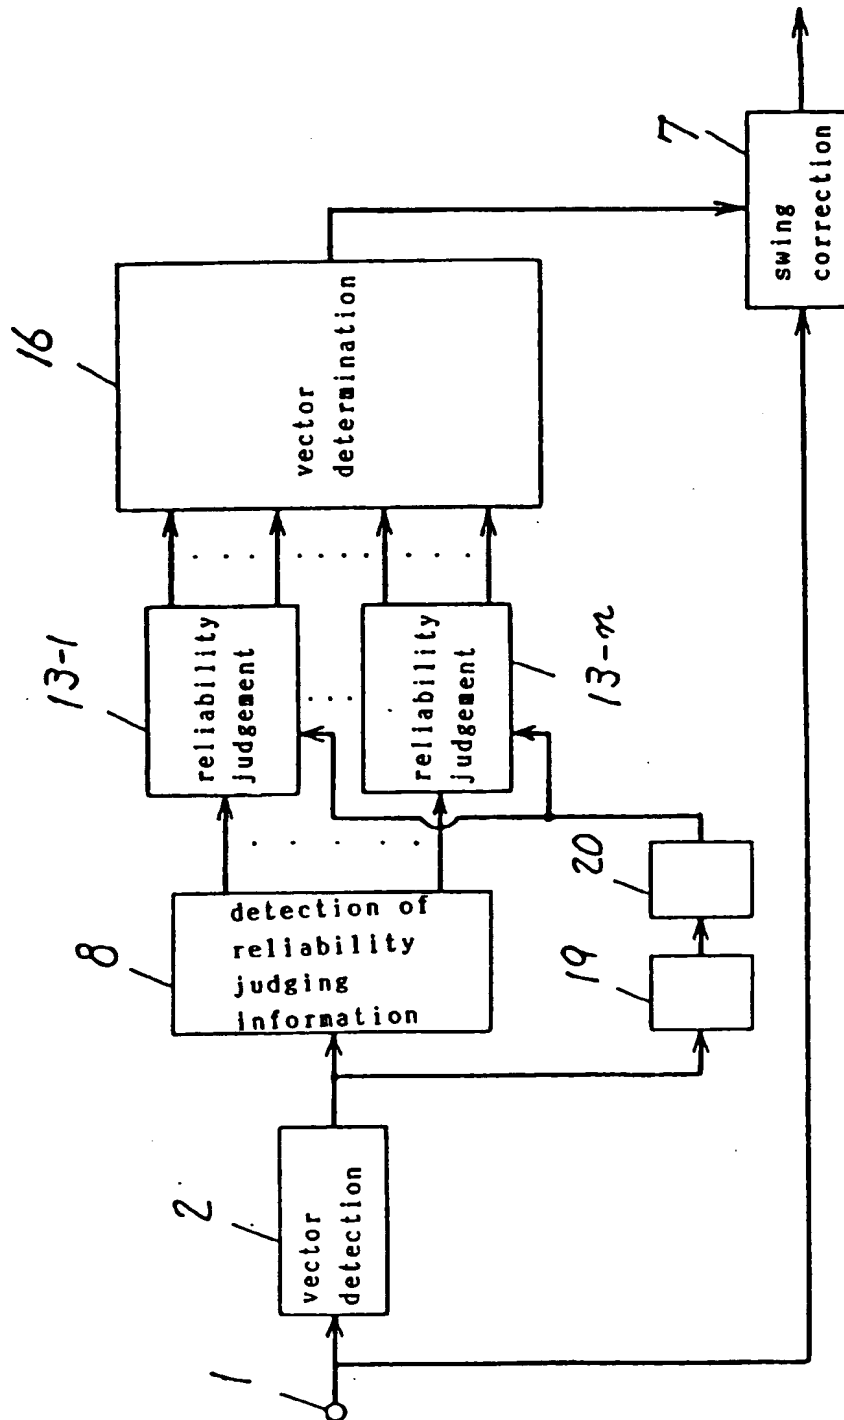 1
2
vector
detection
8
detection of
reliability
judging
information
19
20
13-1
reliability
judgement
13-n
reliability
judgement
16
vector
determination
7
swing
correction